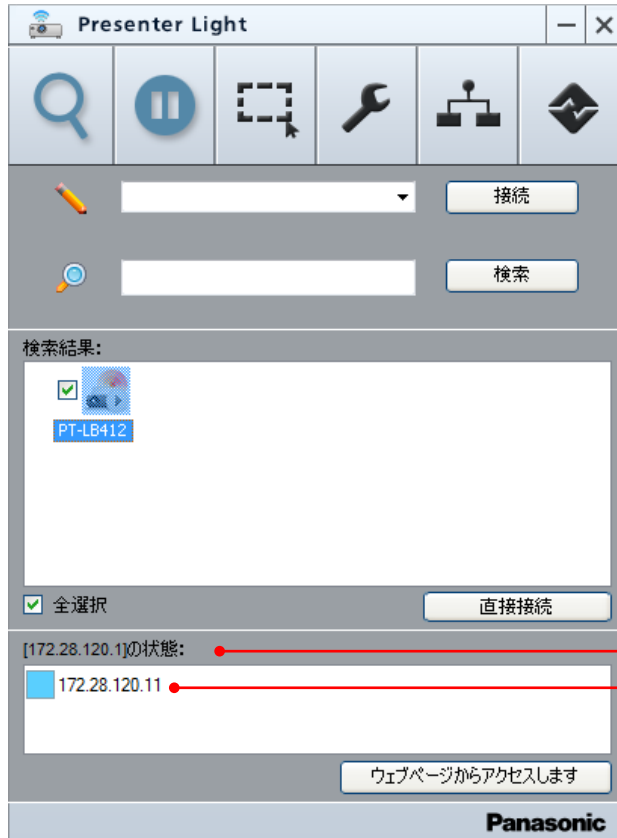 Presenter Light
接続
検索
検索結果:
PT-LB412
全選択
直接接続
[172.28.120.1]の状態:
172.28.120.11
ウェブページからアクセスします
Panasonic